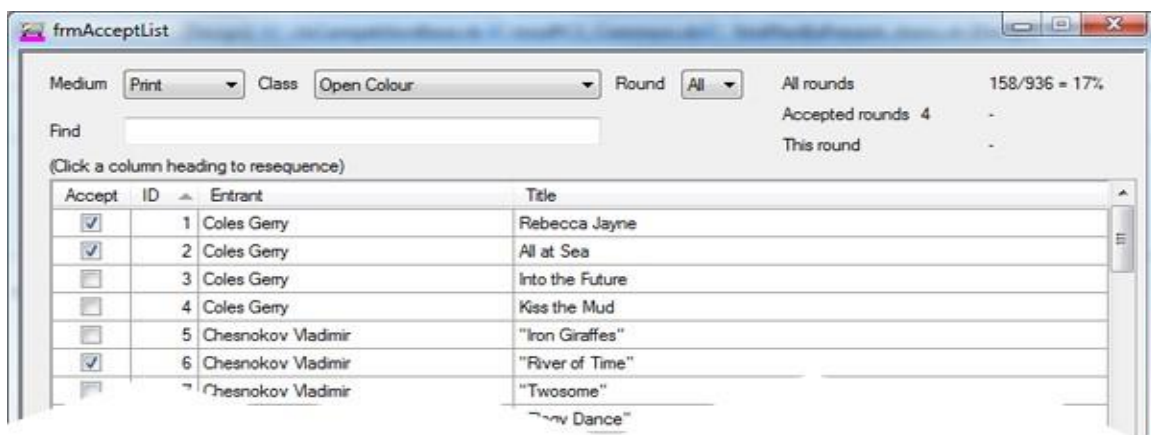 frmAcceptList
Medium Print Class Open Colour Round All All rounds 158/936 = 17%
Accepted rounds 4 -
Find
This round -
(Click a column heading to resequence)
Accept ID Entrant Title
1 Coles Gerry Rebecca Jayne
2 Coles Gerry All at Sea
3 Coles Gerry Into the Future
4 Coles Gerry Kiss the Mud
5 Chesnokov Vladimir "Iron Giraffes"
6 Chesnokov Vladimir "River of Time"
7 Chesnokov Vladimir "Twosome"
Dance"